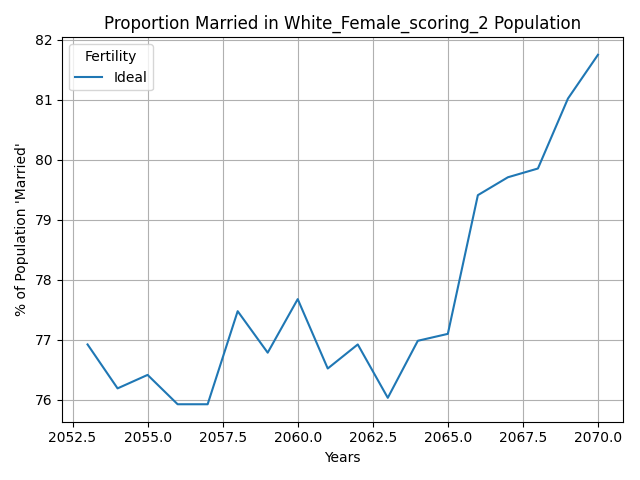 Proportion Married in White_Female_scoring_2 Population
Fertility
Ideal
% of Population 'Married'
82
81
80
79
78
77
76
2052.5 2055.0 2057.5 2060.0 2062.5 2065.0 2067.5 2070.0
Years